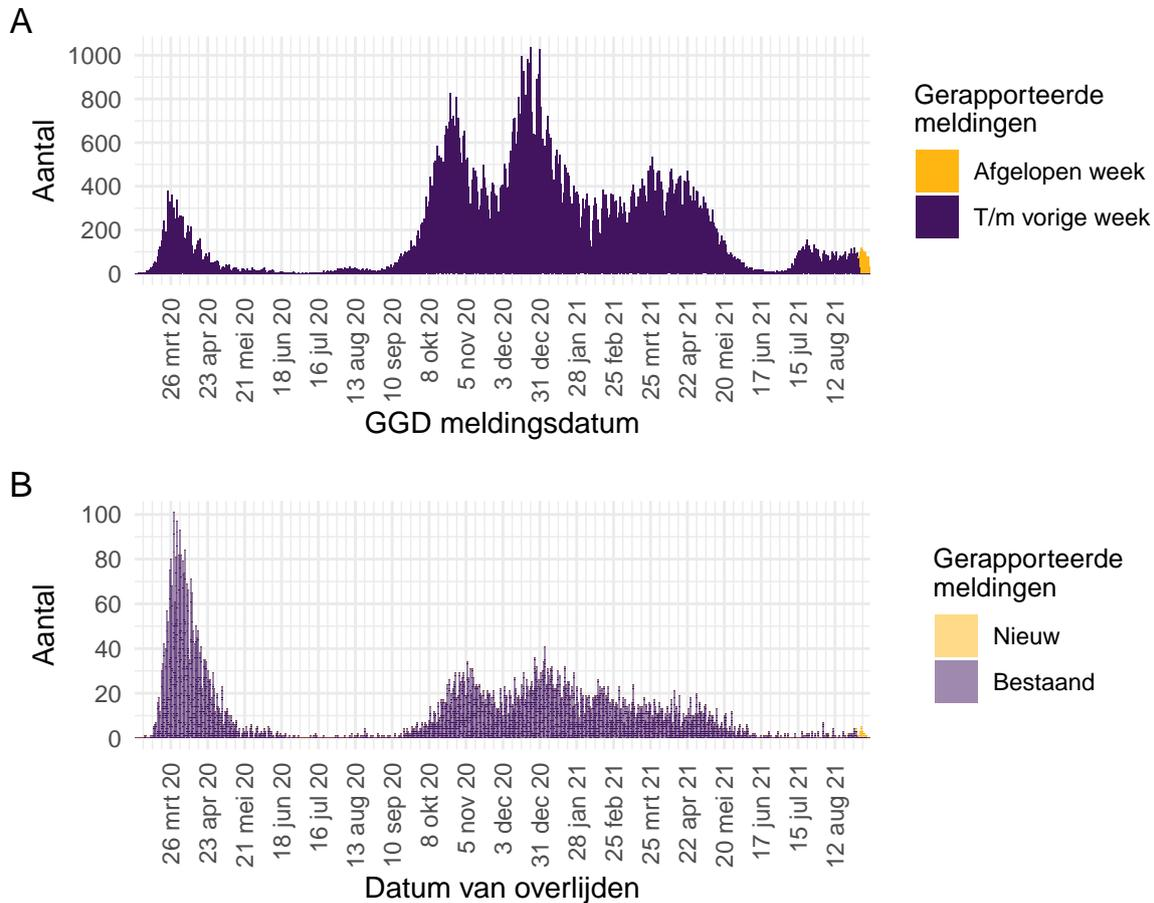 A
Aantal
1000
800
600
400
200
0
26 mrt 20
23 apr 20
21 mei 20
18 jun 20
16 jul 20
13 aug 20
10 sep 20
8 okt 20
5 nov 20
3 dec 20
31 dec 20
28 jan 21
25 feb 21
25 mrt 21
22 apr 21
20 mei 21
17 jun 21
15 jul 21
12 aug 21
GGD meldingsdatum
Gerapporteerde
meldingen
Afgelopen week
T/m vorige week
B
Aantal
100
80
60
40
20
0
26 mrt 20
23 apr 20
21 mei 20
18 jun 20
16 jul 20
13 aug 20
10 sep 20
8 okt 20
5 nov 20
3 dec 20
31 dec 20
28 jan 21
25 feb 21
25 mrt 21
22 apr 21
20 mei 21
17 jun 21
15 jul 21
12 aug 21
Datum van overlijden
Gerapporteerde
meldingen
Nieuw
Bestaand